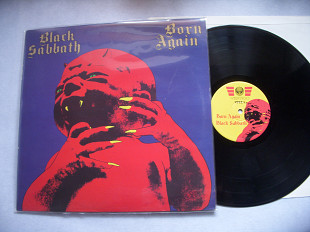 Black
Sabbath
Born
Again
Born Again
Black Sabbath